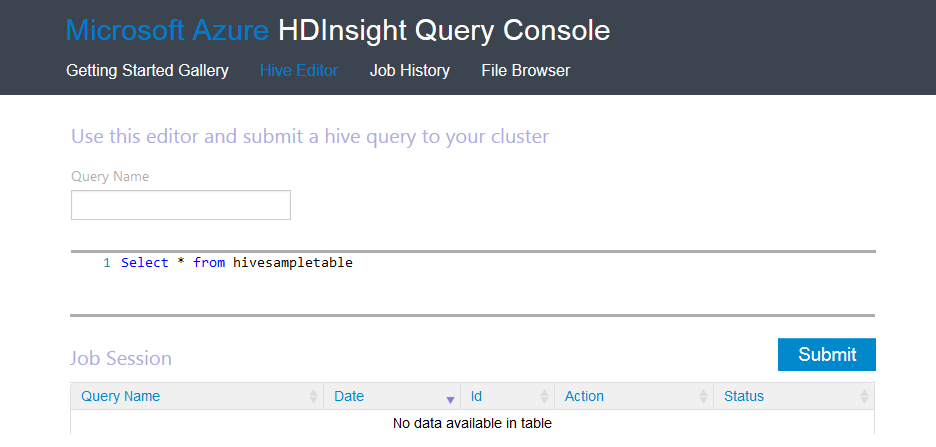 Microsoft Azure HDInsight Query Console
Getting Started Gallery Hive Editor Job History File Browser
Use this editor and submit a hive query to your cluster
Query Name
1 Select * from hivesampletable
Job Session Submit
Query Name Date Id Action Status
No data available in table